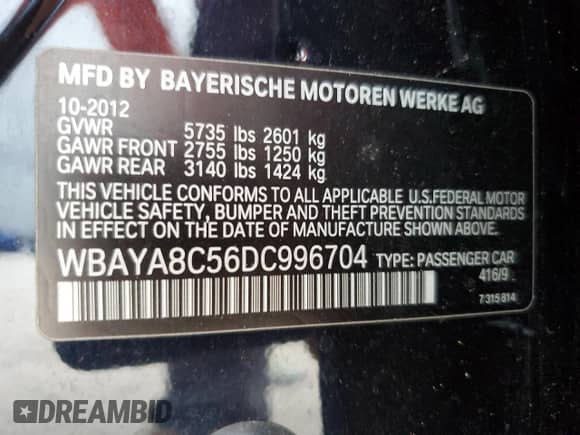 MFD BY BAYERISCHE MOTOREN WERKE AG
10-2012
GVWR 5735 lbs 2601 kg
GAWR FRONT 2755 lbs 1250 kg
GAWR REAR 3140 lbs 1424 kg
THIS VEHICLE CONFORMS TO ALL APPLICABLE U.S.FEDERAL MOTOR
VEHICLE SAFETY, BUMPER AND THEFT PREVENTION STANDARDS
IN EFFECT ON THE DATE OF MANUFACTURE SHOWN ABOVE.
WBAYA8C56DC996704 TYPE: PASSENGER CAR
416/9
7 315 814
DREAMBID